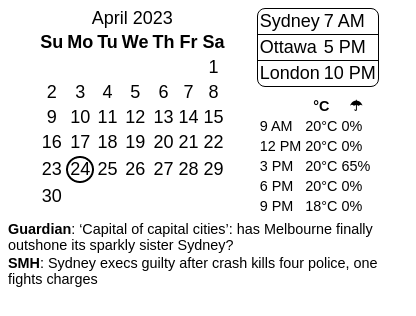 April 2023
Su Mo Tu We Th Fr Sa
1
2 3 4 5 6 7 8
9 10 11 12 13 14 15
16 17 18 19 20 21 22
23 24 25 26 27 28 29
30
Sydney 7 AM
Ottawa 5 PM
London 10 PM
°C ☂
9 AM 20°C 0%
12 PM 20°C 0%
3 PM 20°C 65%
6 PM 20°C 0%
9 PM 18°C 0%
Guardian: ‘Capital of capital cities’: has Melbourne finally
outshone its sparkly sister Sydney?
SMH: Sydney execs guilty after crash kills four police, one
fights charges